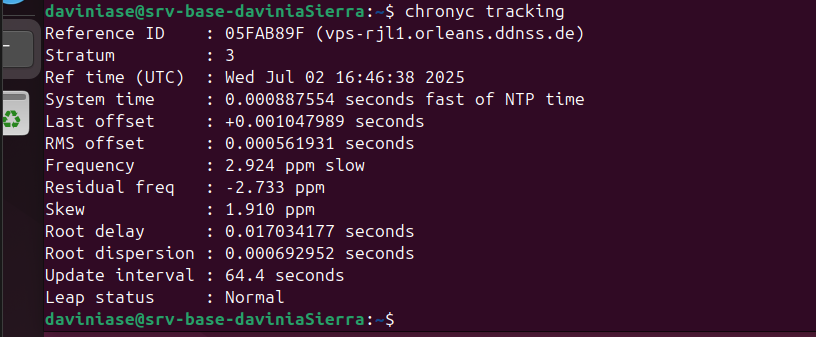 daviniase@srv-base-daviniaSierra:~$ chronyc tracking
Reference ID    : 05FAB89F (vps-rjl1.orleans.ddnss.de)
Stratum         : 3
Ref time (UTC)  : Wed Jul 02 16:46:38 2025
System time     : 0.000887554 seconds fast of NTP time
Last offset     : +0.001047989 seconds
RMS offset      : 0.000561931 seconds
Frequency       : 2.924 ppm slow
Residual freq   : -2.733 ppm
Skew            : 1.910 ppm
Root delay      : 0.017034177 seconds
Root dispersion : 0.000692952 seconds
Update interval : 64.4 seconds
Leap status     : Normal
daviniase@srv-base-daviniaSierra:~$